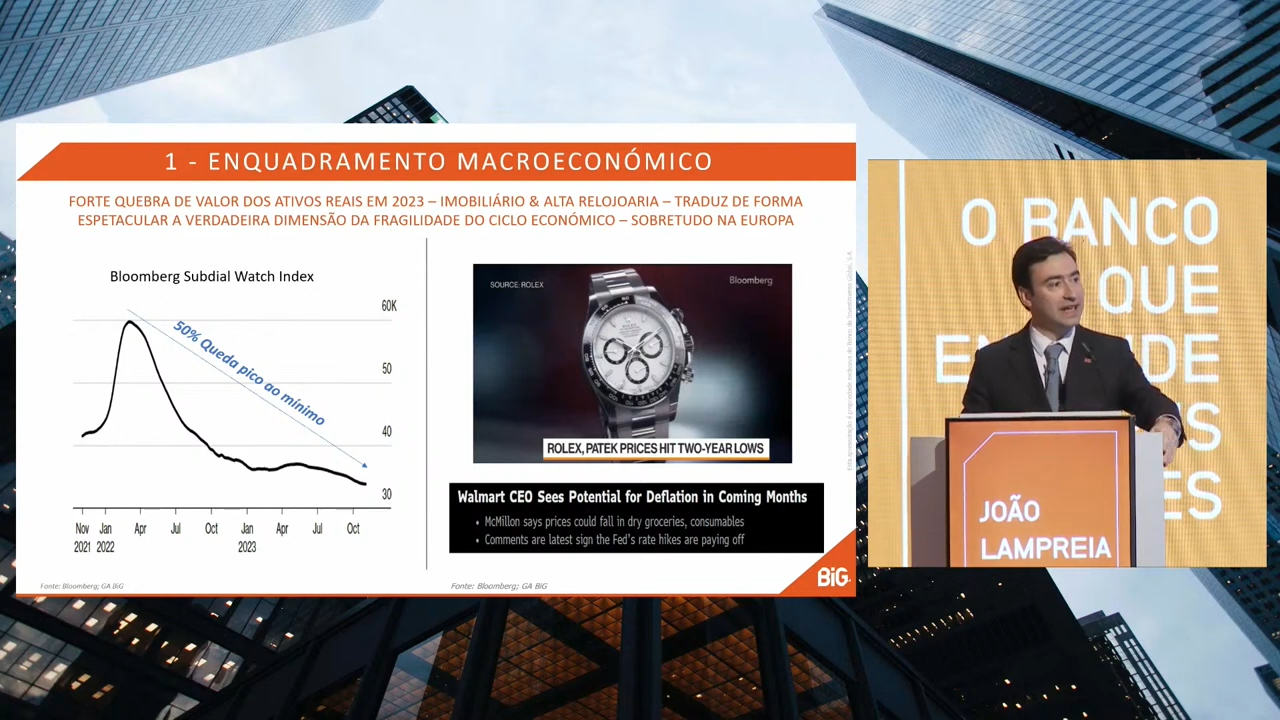 1 - ENQUADRAMENTO MACROECONÓMICO
FORTE QUEBRA DE VALOR DOS ATIVOS REAIS EM 2023 – IMOBILIÁRIO & ALTA RELOJOARIA – TRADUZ DE FORMA
ESPETACULAR A VERDADEIRA DIMENSÃO DA FRAGILIDADE DO CICLO ECONÓMICO – SOBRETUDO NA EUROPA
Bloomberg Subdial Watch Index
60K
50
40
30
50% Queda pico ao mínimo
Nov Jan Apr Jul Oct Jan Apr Jul Oct
2021 2022 2023
Fonte: Bloomberg; GA BiG
SOURCE: ROLEX
Bloomberg
ROLEX
ROLEX, PATEK PRICES HIT TWO-YEAR LOWS
Walmart CEO Sees Potential for Deflation in Coming Months
• McMillon says prices could fall in dry groceries, consumables
• Comments are latest sign the Fed's rate hikes are paying off
Fonte: Bloomberg; GA BiG
BiG
O BANCO
QUE
JOÃO
LAMPREIA